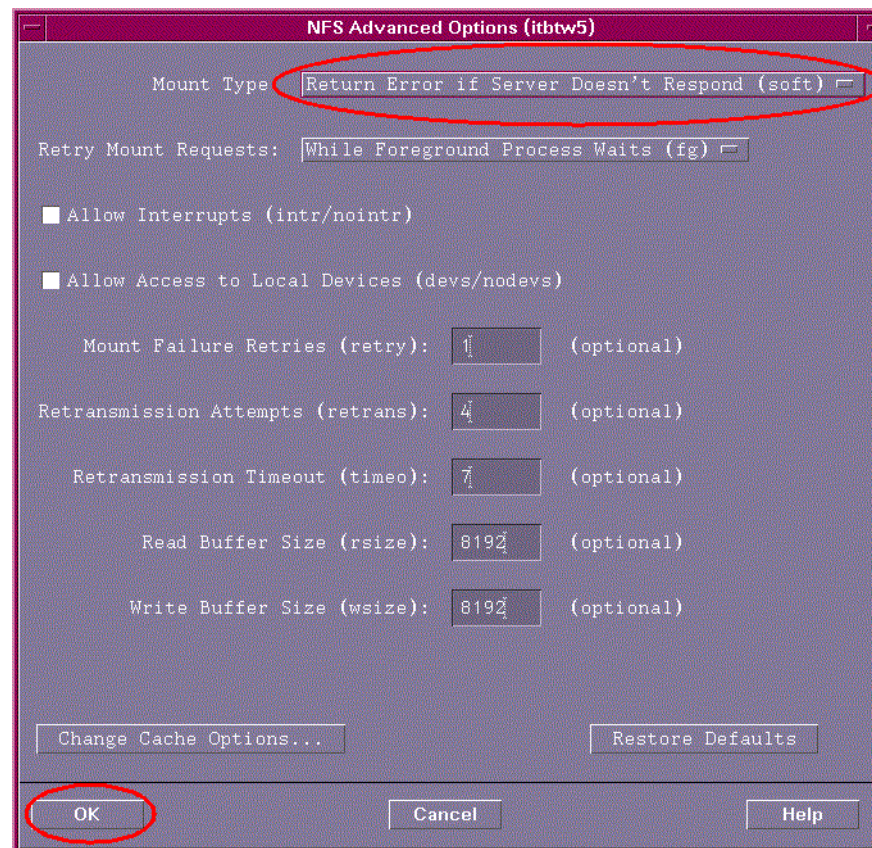 NFS Advanced Options (itbtw5)
Mount Type Return Error if Server Doesn't Respond (soft)
Retry Mount Requests: While Foreground Process Waits (fg)
Allow Interrupts (intr/nointr)
Allow Access to Local Devices (devs/nodevs)
Mount Failure Retries (retry): 1 (optional)
Retransmission Attempts (retrans): 4 (optional)
Retransmission Timeout (timeo): 7 (optional)
Read Buffer Size (rsize): 8192 (optional)
Write Buffer Size (wsize): 8192 (optional)
Change Cache Options... Restore Defaults
OK Cancel Help